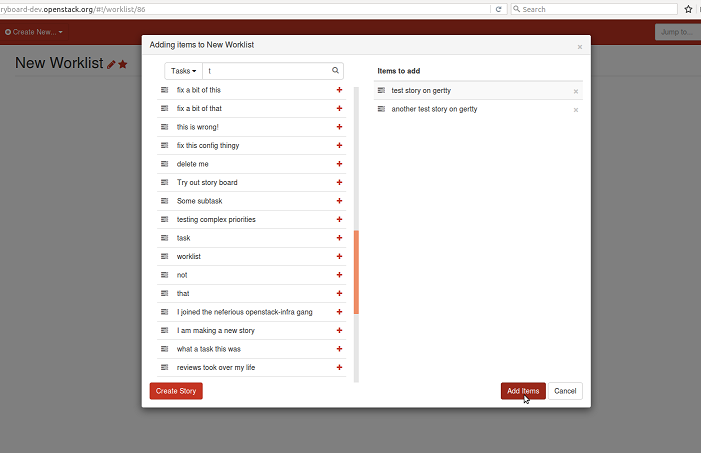 ryboard-dev.openstack.org/#!/worklist/86
Search
Create New...
Jump to...
New Worklist
Adding items to New Worklist
Tasks
t
Items to add
fix a bit of this
fix a bit of that
this is wrong!
fix this config thingy
delete me
Try out story board
Some subtask
testing complex priorities
task
worklist
not
that
I joined the neferious openstack-infra gang
I am making a new story
what a task this was
reviews took over my life
test story on gertty
another test story on gertty
Create Story
Add Items
Cancel